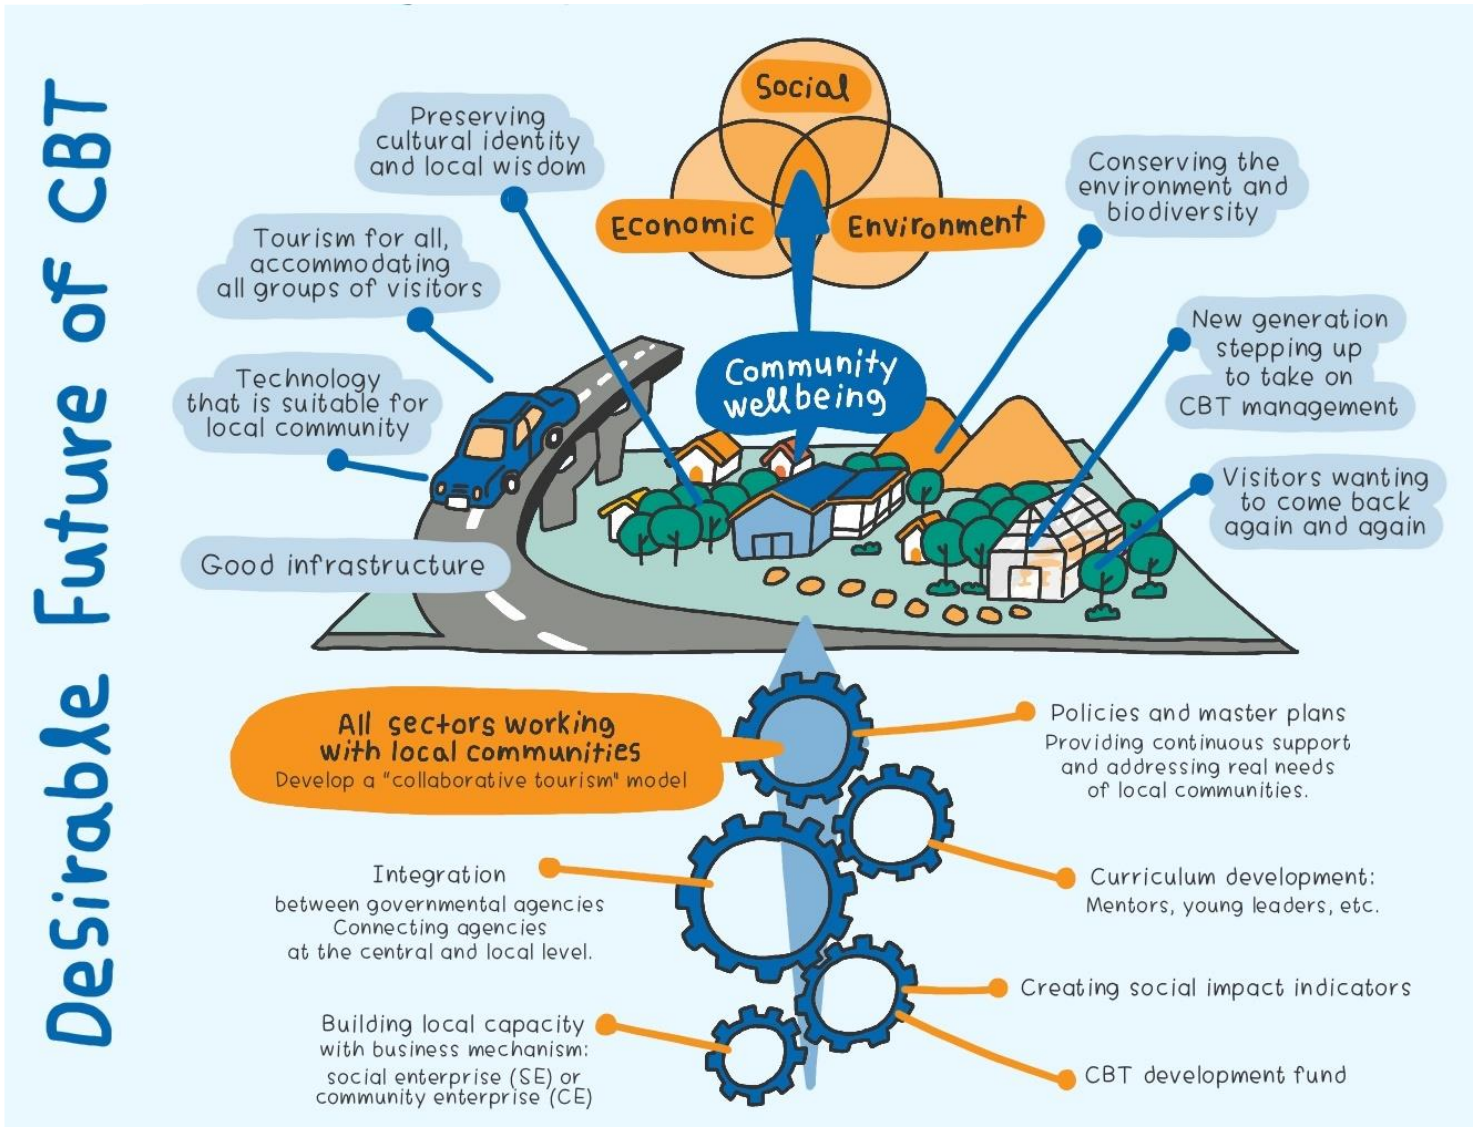 Desirable Future of CBT
Social
Economic
Environment
Community
wellbeing
Preserving
cultural identity
and local wisdom
Tourism for all,
accommodating
all groups of visitors
Technology
that is suitable for
local community
Good infrastructure
Conserving the
environment and
biodiversity
New generation
stepping up
to take on
CBT management
Visitors wanting
to come back
again and again
All sectors working
with local communities
Develop a "collaborative tourism" model
Policies and master plans
Providing continuous support
and addressing real needs
of local communities.
Integration
between governmental agencies
Connecting agencies
at the central and local level.
Curriculum development:
Mentors, young leaders, etc.
Creating social impact indicators
Building local capacity
with business mechanism:
social enterprise (SE) or
community enterprise (CE)
CBT development fund